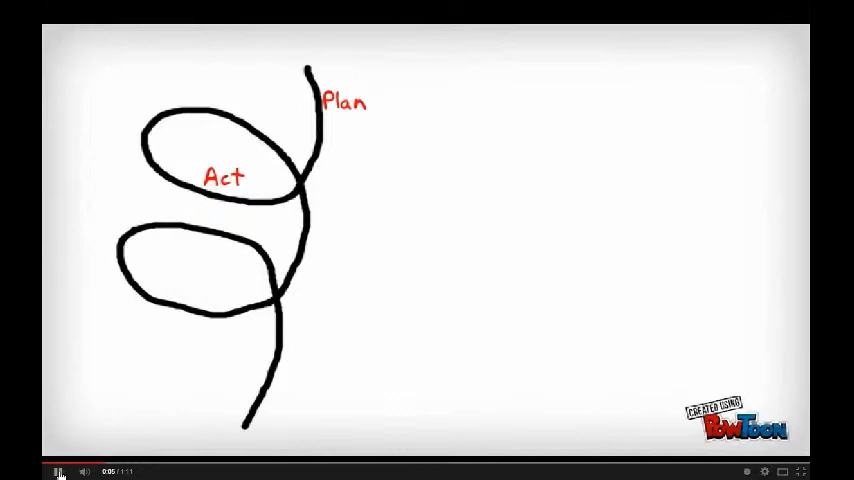 Plan
Act
CREATED USING
POWTOON
0:05 / 1:11